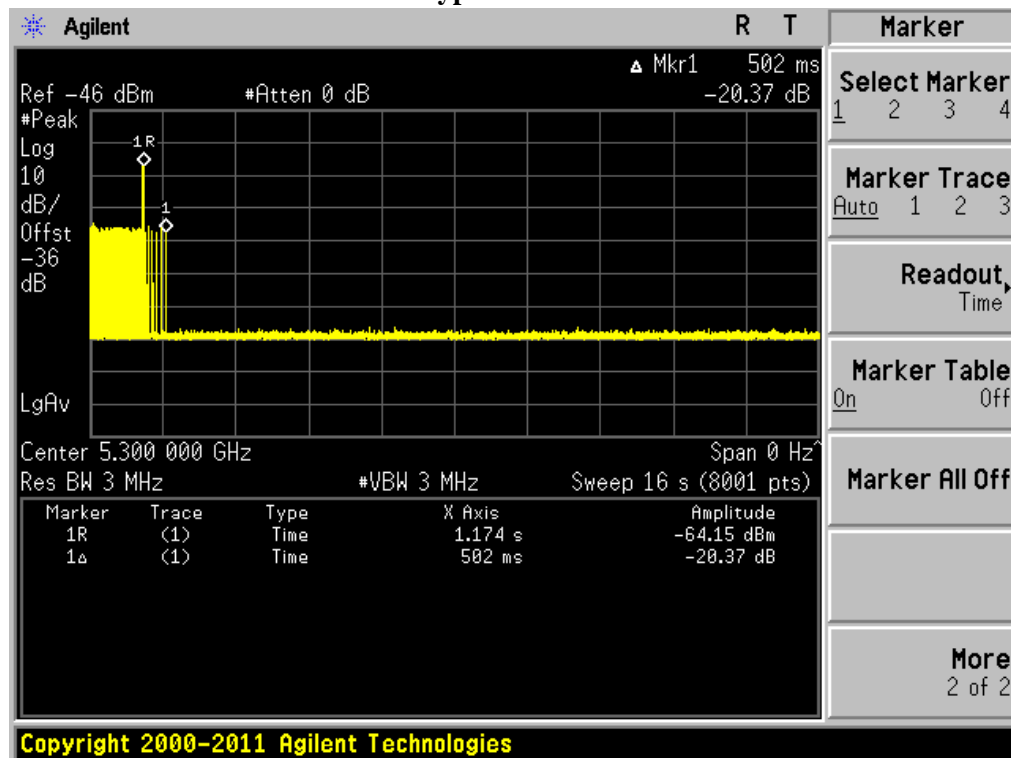 Agilent R T
Marker
Δ Mkr1 502 ms
Ref -46 dBm #Atten 0 dB -20.37 dB
#Peak
Log
10
dB/
Offst
-36
dB
1R
1
LgAv
Center 5.300 000 GHz Span 0 Hz^
Res BW 3 MHz #VBW 3 MHz Sweep 16 s (8001 pts)
Marker Trace Type X Axis Amplitude
1R (1) Time 1.174 s -64.15 dBm
1Δ (1) Time 502 ms -20.37 dB
Select Marker
1 2 3 4
Marker Trace
Auto 1 2 3
Readout
Time
Marker Table
On Off
Marker All Off
More
2 of 2
Copyright 2000-2011 Agilent Technologies